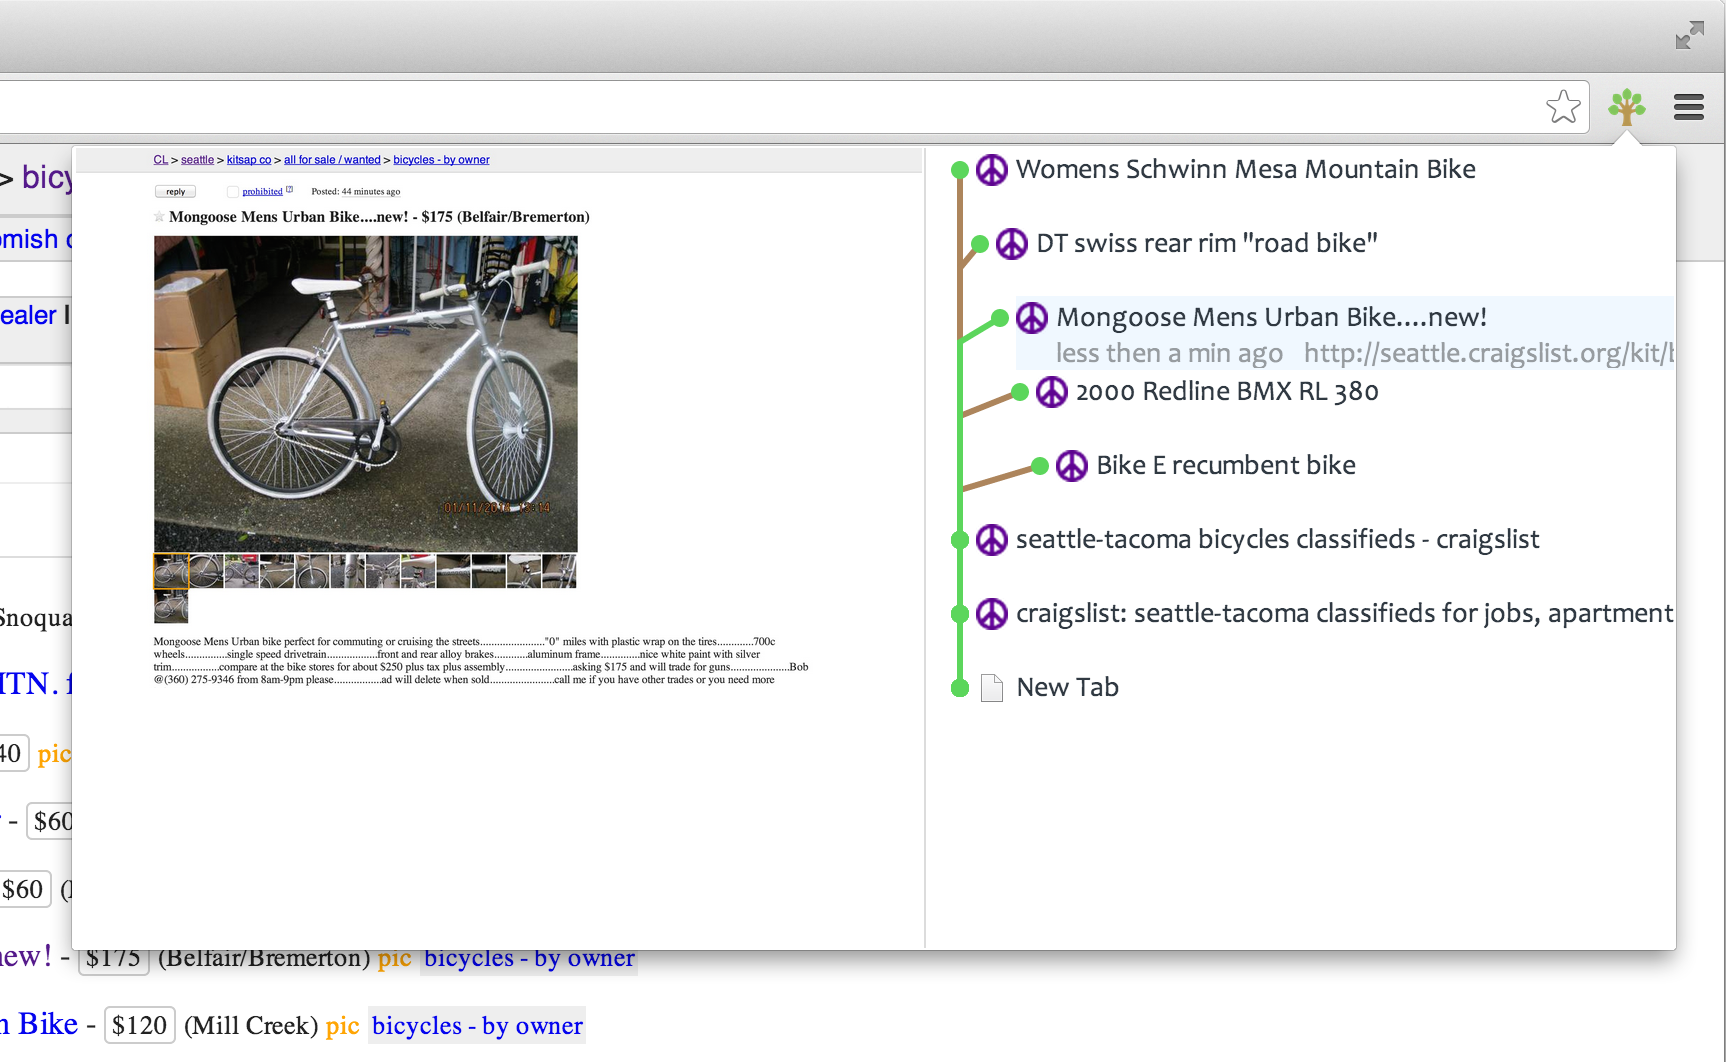 > bicy
omish c
ealer l
Snoqua
ITN. f
40 pic
- $60
$60 (
CL > seattle > kitsap co > all for sale / wanted > bicycles - by owner
reply prohibited [?] Posted: 44 minutes ago
Mongoose Mens Urban Bike....new! - $175 (Belfair/Bremerton)
01/11/201 13:14
Mongoose Mens Urban bike perfect for commuting or cruising the streets......................"0" miles with plastic wrap on the tires.............700c
wheels...............single speed drivetrain..................front and rear alloy brakes............aluminum frame..............nice white paint with silver
trim.................compare at the bike stores for about $250 plus tax plus assembly........................asking $175 and will trade for guns.....................Bob
@(360) 275-9346 from 8am-9pm please.................ad will delete when sold.......................call me if you have other trades or you need more
Womens Schwinn Mesa Mountain Bike
DT swiss rear rim "road bike"
Mongoose Mens Urban Bike....new!
less then a min ago http://seattle.craigslist.org/kit/b
2000 Redline BMX RL 380
Bike E recumbent bike
seattle-tacoma bicycles classifieds - craigslist
craigslist: seattle-tacoma classifieds for jobs, apartment
New Tab
new! - $175 (Belfair/Bremerton) pic bicycles - by owner
n Bike - $120 (Mill Creek) pic bicycles - by owner